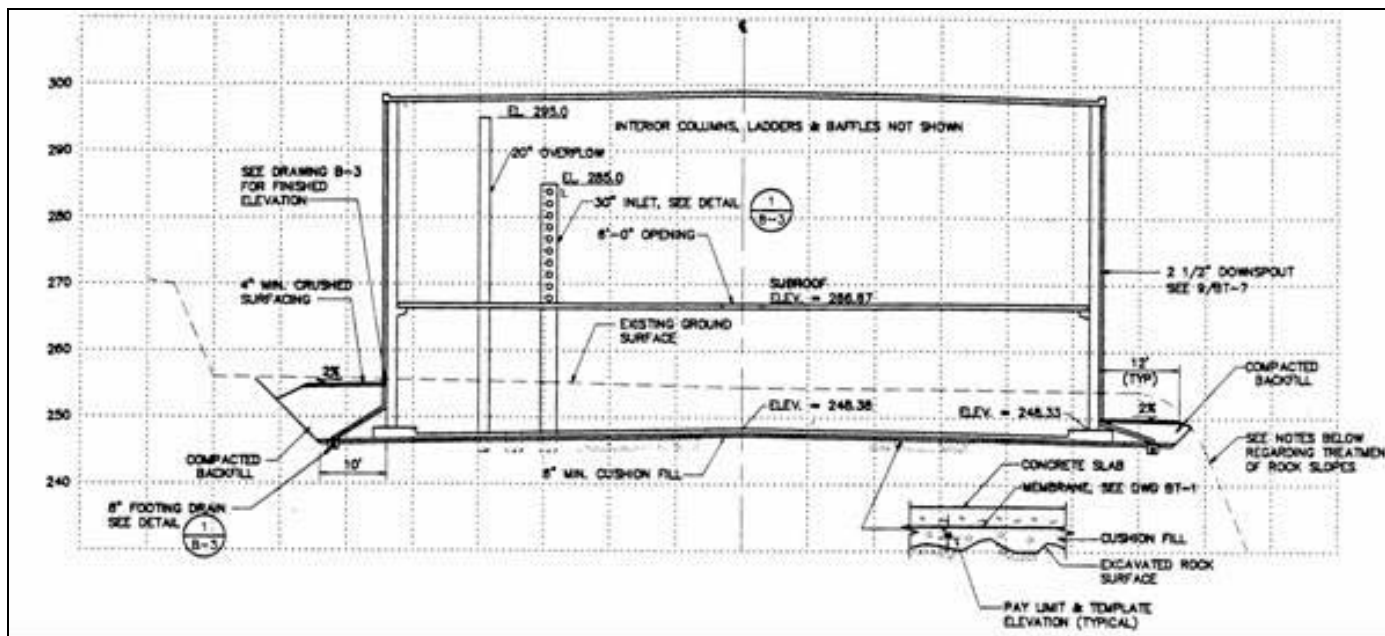 ℄
300
EL. 295.0
INTERIOR COLUMNS, LADDERS & BAFFLES NOT SHOWN
290
20" OVERFLOW
SEE DRAWING B-3
FOR FINISHED
ELEVATION
EL. 285.0
30" INLET, SEE DETAIL
1
B-3
280
6'-0" OPENING
2 1/2" DOWNSPOUT
SEE 9/BT-7
270
4" MIN. CRUSHED
SURFACING
SUBROOF
ELEV. = 266.67
EXISTING GROUND
SURFACE
260
2%
12'
(TYP)
COMPACTED
BACKFILL
250
ELEV. = 248.38
ELEV. = 248.33
2%
COMPACTED
BACKFILL
10'
6" MIN. CUSHION FILL
SEE NOTES BELOW
REGARDING TREATMENT
OF ROCK SLOPES.
240
CONCRETE SLAB
MEMBRANE, SEE DWG BT-1
FOOTING DRAIN
SEE DETAIL
1
B-3
CUSHION FILL
EXCAVATED ROCK
SURFACE
PAY LIMIT & TEMPLATE
ELEVATION (TYPICAL)